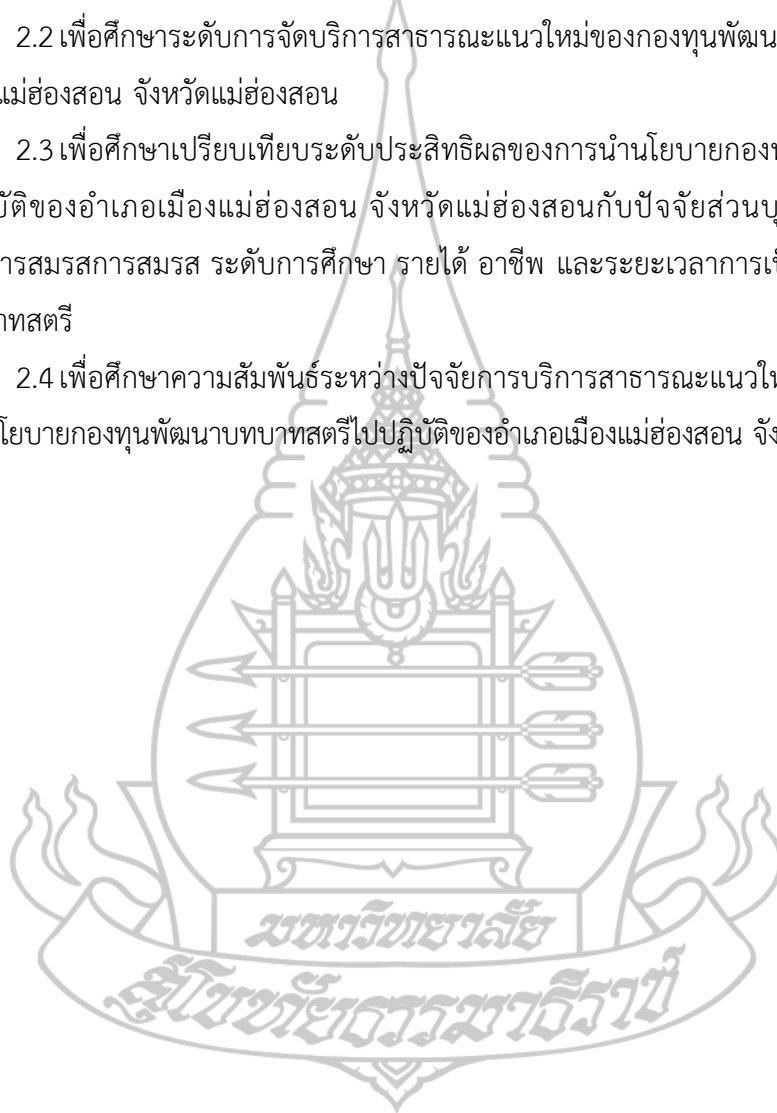 2.2 เพื่อศึกษาระดับการจัดบริการสาธารณะแนวใหม่ของกองทุนพัฒน
แม่ฮ่องสอน จังหวัดแม่ฮ่องสอน
2.3 เพื่อศึกษาเปรียบเทียบระดับประสิทธิผลของการนำนโยบายกองท
บัติของอำเภอเมืองแม่ฮ่องสอน จังหวัดแม่ฮ่องสอนกับปัจจัยส่วนบุ
ารสมรสการสมรส ระดับการศึกษา รายได้ อาชีพ และระยะเวลาการเป็
าทสตรี
2.4 เพื่อศึกษาความสัมพันธ์ระหว่างปัจจัยการบริการสาธารณะแนวให
โยบายกองทุนพัฒนาบทบาทสตรีไปปฏิบัติของอำเภอเมืองแม่ฮ่องสอน จัง
มหาวิทยาลัย
สุโขทัยธรรมาธิราช